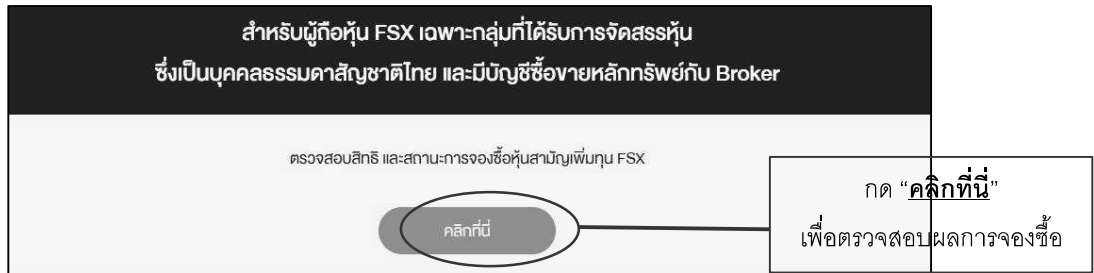 สำหรับผู้ถือหุ้น FSX เฉพาะกลุ่มที่ได้รับการจัดสรรหุ้น
ซึ่งเป็นบุคคลธรรมดาสัญชาติไทย และมีบัญชีซื้อขายหลักทรัพย์กับ Broker
ตรวจสอบสิทธิ และสถานะการจองซื้อหุ้นสามัญเพิ่มทุน FSX
คลิกที่นี่
กด “คลิกที่นี่”
เพื่อตรวจสอบผลการจองซื้อ